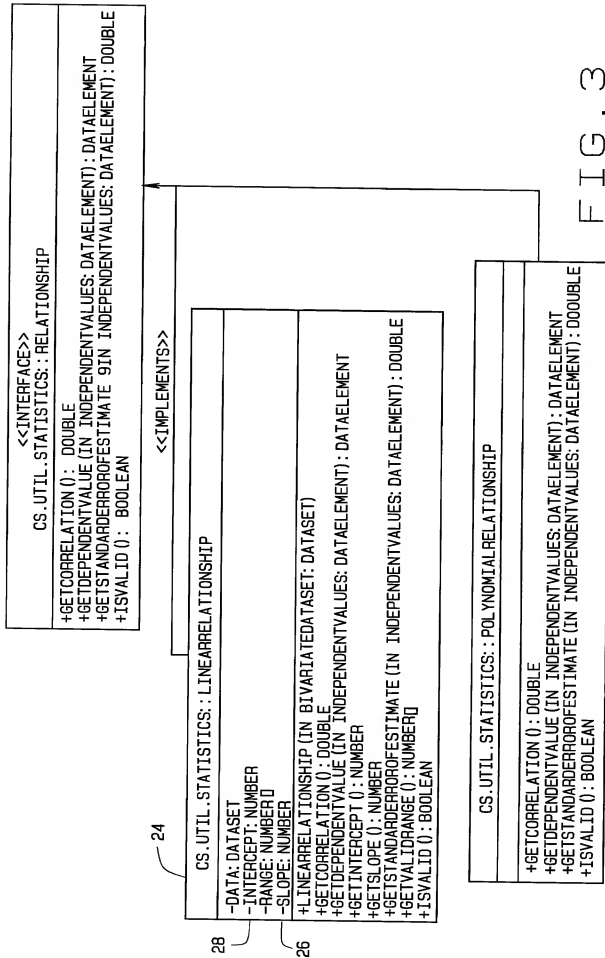 <<INTERFACE>>
CS.UTIL.STATISTICS::RELATIONSHIP
+GETCORRELATION(): DOUBLE
+GETDEPENDENTVALUE(IN INDEPENDENTVALUES: DATAELEMENT): DATAELEMENT
+GETSTANDARDERROROFESTIMATE 9IN INDEPENDENTVALUES: DATAELEMENT): DOUBLE
+ISVALID(): BOOLEAN
<<IMPLEMENTS>>
24
CS.UTIL.STATISTICS::LINEARRELATIONSHIP
-DATA: DATASET
28
-INTERCEPT: NUMBER
-RANGE: NUMBER[]
26
-SLOPE: NUMBER
+LINEARRELATIONSHIP(IN BIVARIATEDATASET: DATASET)
+GETCORRELATION(): DOUBLE
+GETDEPENDENTVALUE(IN INDEPENDENTVALUES: DATAELEMENT): DATAELEMENT
+GETINTERCEPT(): NUMBER
+GETSLOPE(): NUMBER
+GETSTANDARDERROROFESTIMATE(IN INDEPENDENTVALUES: DATAELEMENT): DOUBLE
+GETVALIDRANGE(): NUMBER[]
+ISVALID(): BOOLEAN
CS.UTIL.STATISTICS::POLYNOMIALRELATIONSHIP
+GETCORRELATION(): DOUBLE
+GETDEPENDENTVALUE(IN INDEPENDENTVALUES: DATAELEMENT): DATAELEMENT
+GETSTANDARDERROROFESTIMATE(IN INDEPENDENTVALUES: DATAELEMENT): DOOUBLE
+ISVALID(): BOOLEAN
FIG. 3